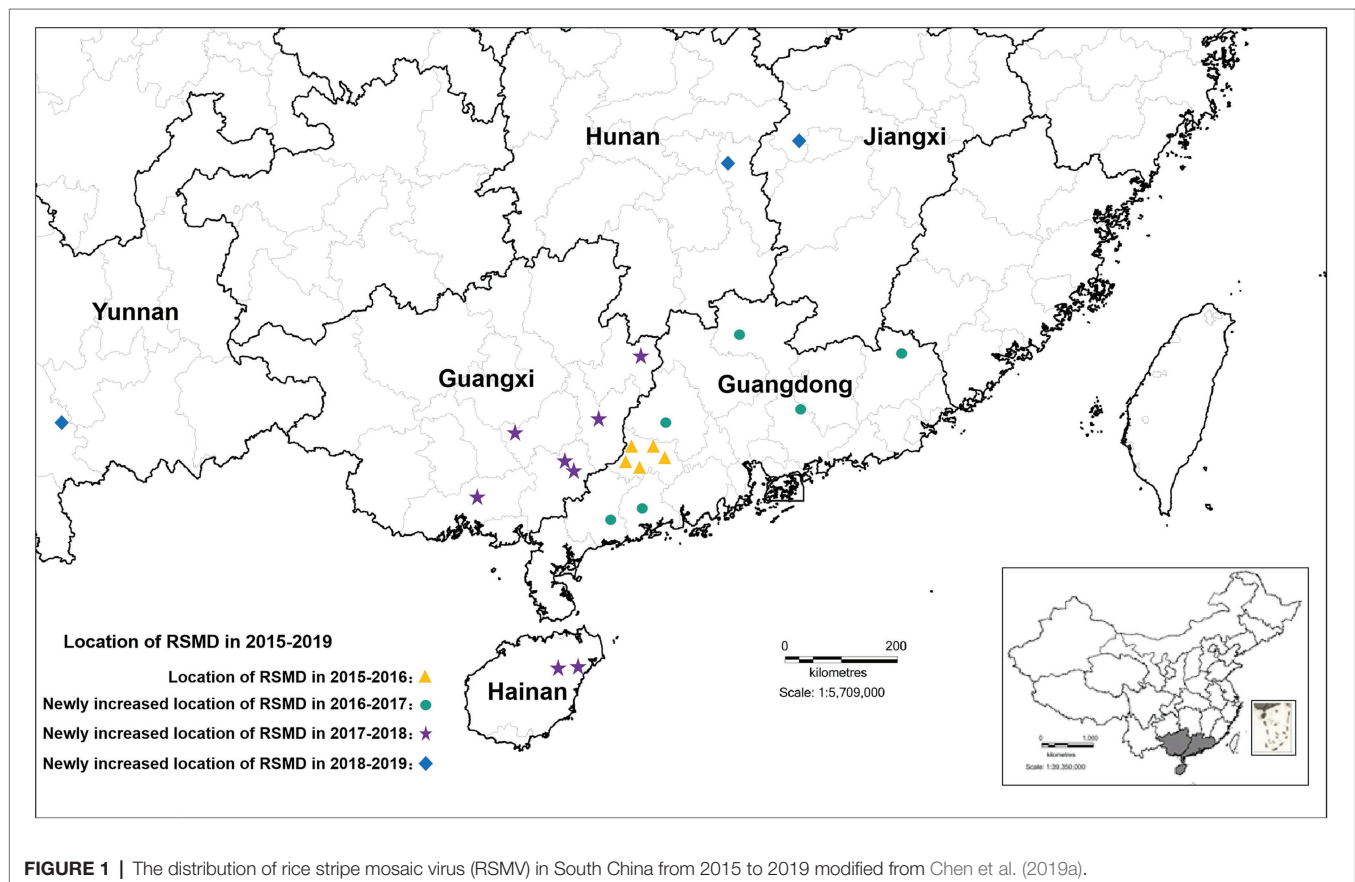 Hunan
Jiangxi
Yunnan
Guangxi
Guangdong
Hainan
Location of RSMD in 2015-2019
Location of RSMD in 2015-2016:
Newly increased location of RSMD in 2016-2017:
Newly increased location of RSMD in 2017-2018:
Newly increased location of RSMD in 2018-2019:
0 200
kilometres
Scale: 1:5,709,000
0 1,000
kilometres
Scale: 1:39,350,000
FIGURE 1 | The distribution of rice stripe mosaic virus (RSMV) in South China from 2015 to 2019 modified from Chen et al. (2019a).